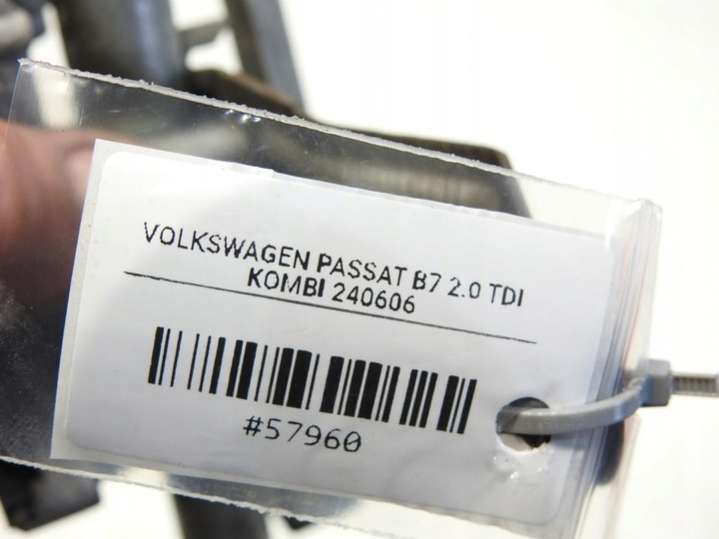 VOLKSWAGEN PASSAT B7 2.0 TDI
KOMBI 240606
#57960